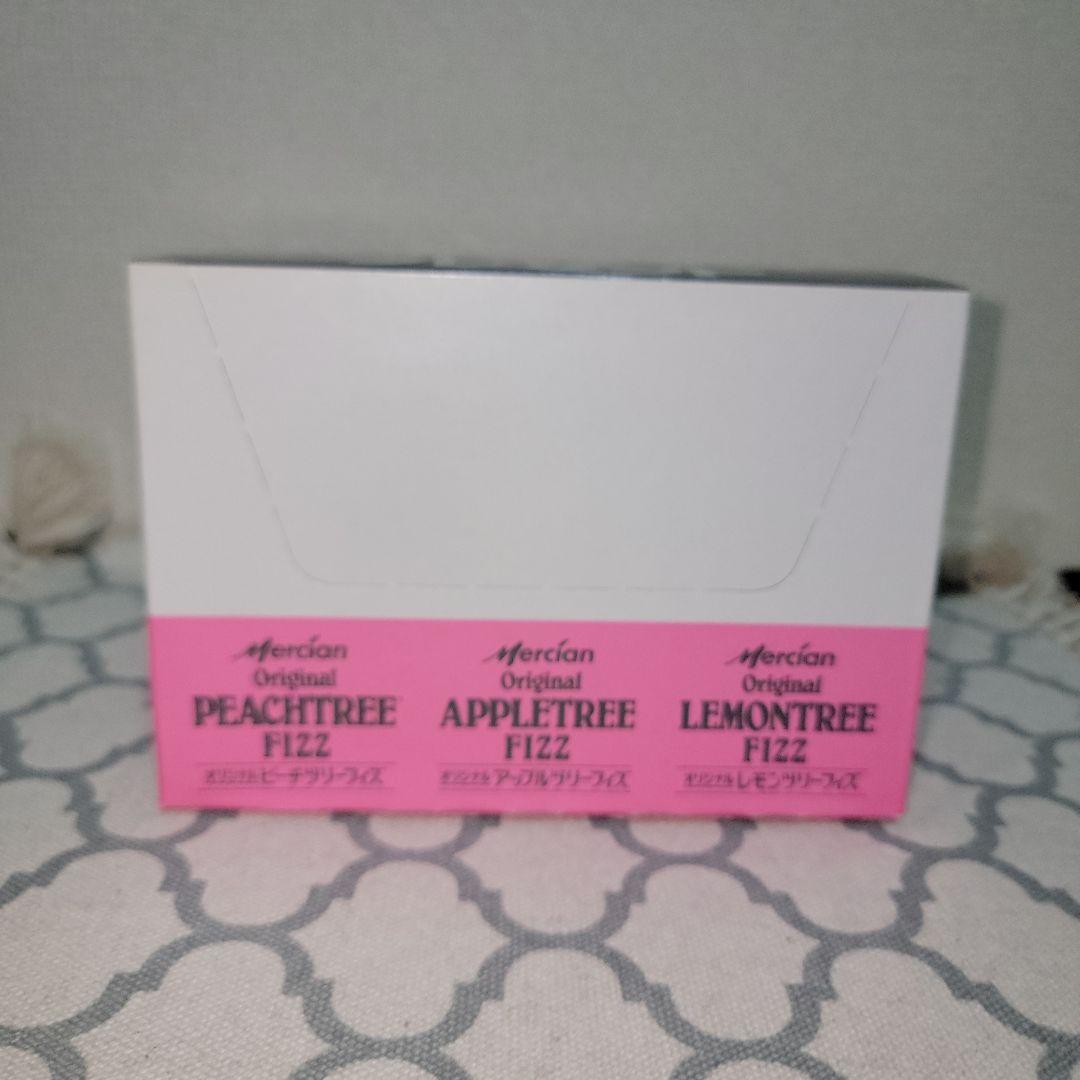 Mercian
Original
PEACHTREE
FIZZ
オリジナルピーチツリーフィズ
Mercian
Original
APPLETREE
FIZZ
オリジナルアップルツリーフィズ
Mercian
Original
LEMONTREE
FIZZ
オリジナルレモンツリーフィズ